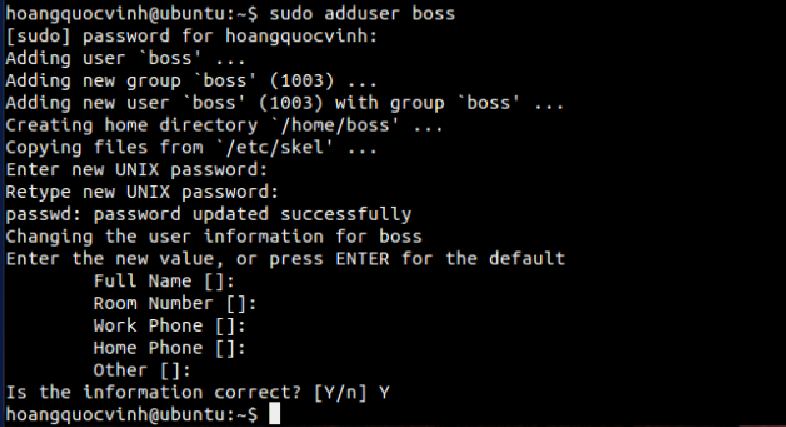 hoangquocvinh@ubuntu:~$ sudo adduser boss
[sudo] password for hoangquocvinh:
Adding user `boss' ...
Adding new group `boss' (1003) ...
Adding new user `boss' (1003) with group `boss' ...
Creating home directory `/home/boss' ...
Copying files from `/etc/skel' ...
Enter new UNIX password:
Retype new UNIX password:
passwd: password updated successfully
Changing the user information for boss
Enter the new value, or press ENTER for the default
Full Name []:
Room Number []:
Work Phone []:
Home Phone []:
Other []:
Is the information correct? [Y/n] Y
hoangquocvinh@ubuntu:~$